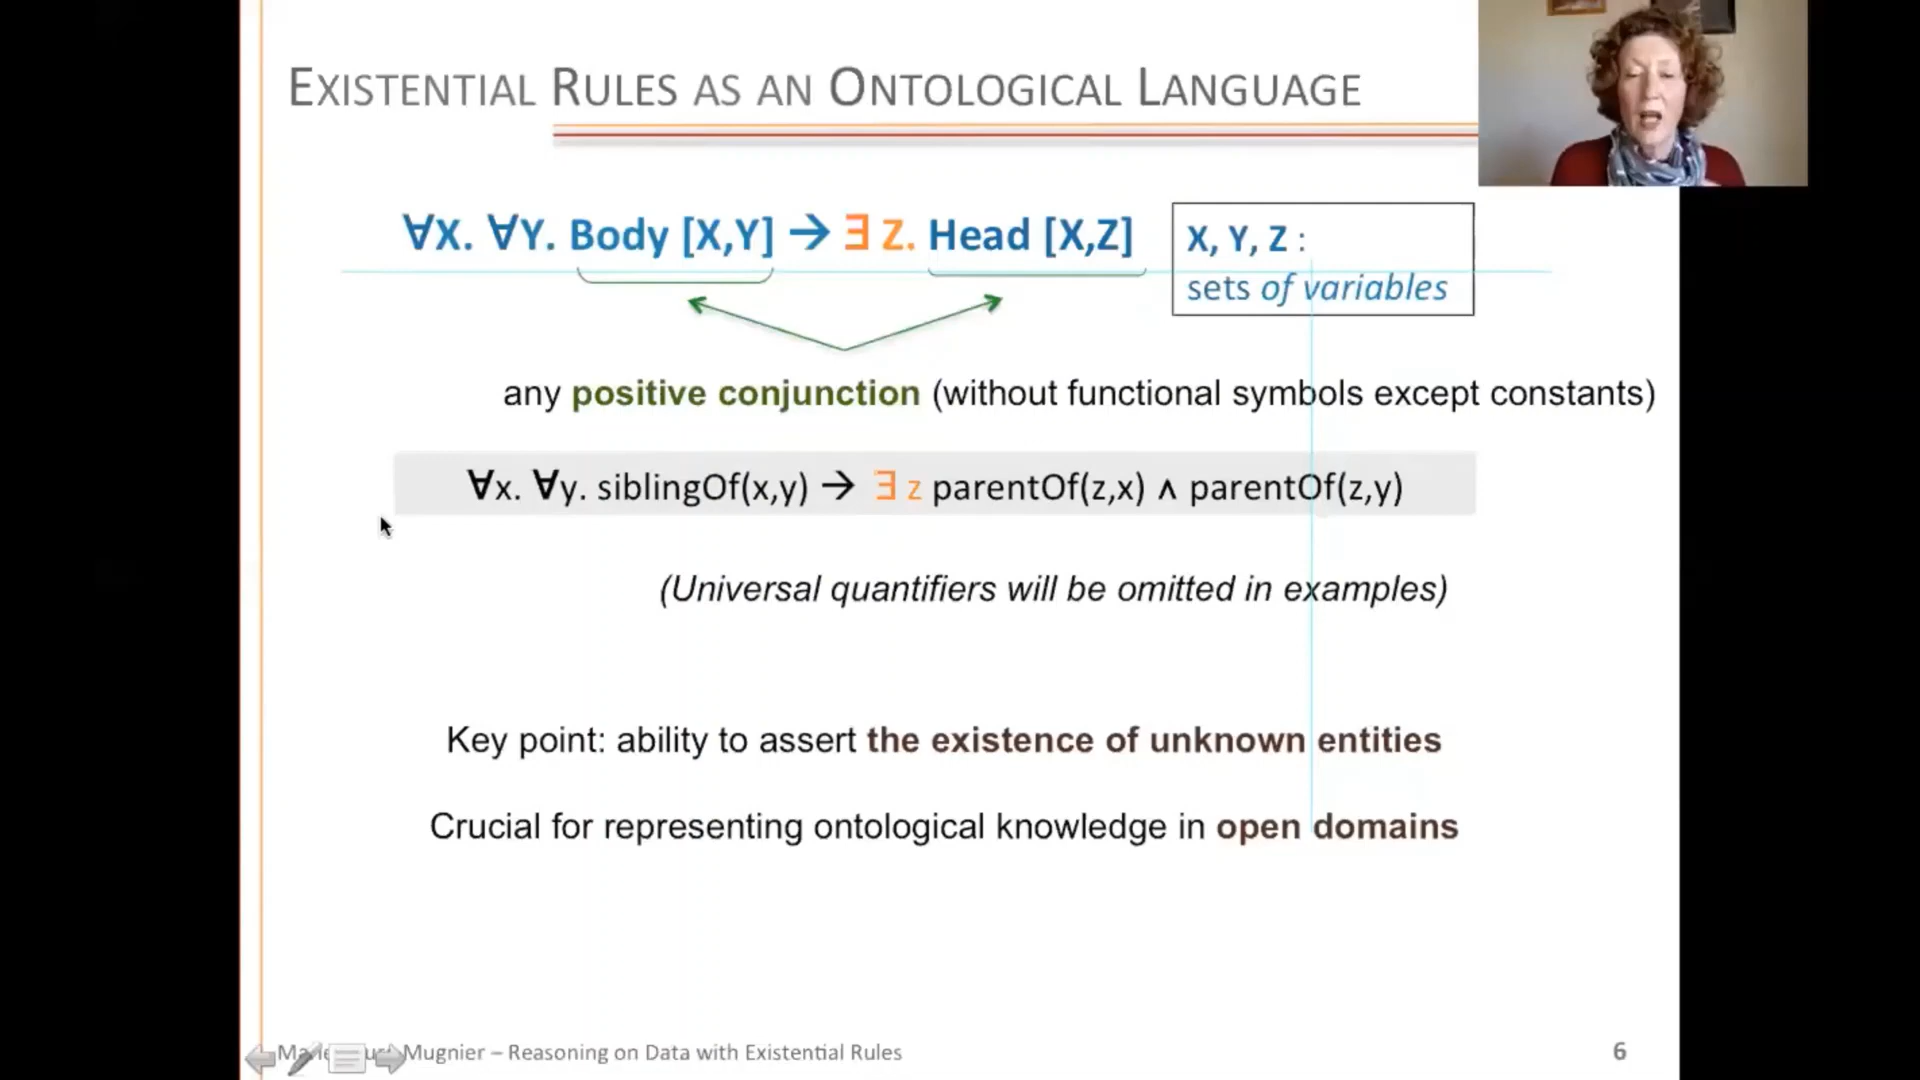 EXISTENTIAL RULES AS AN ONTOLOGICAL LANGUAGE
∀X. ∀Y. Body [X,Y] → ∃ Z. Head [X,Z]
X, Y, Z :
sets of variables
any positive conjunction (without functional symbols except constants)
∀x. ∀y. siblingOf(x,y) → ∃ z parentOf(z,x) ∧ parentOf(z,y)
(Universal quantifiers will be omitted in examples)
Key point: ability to assert the existence of unknown entities
Crucial for representing ontological knowledge in open domains
Mugnier – Reasoning on Data with Existential Rules
6